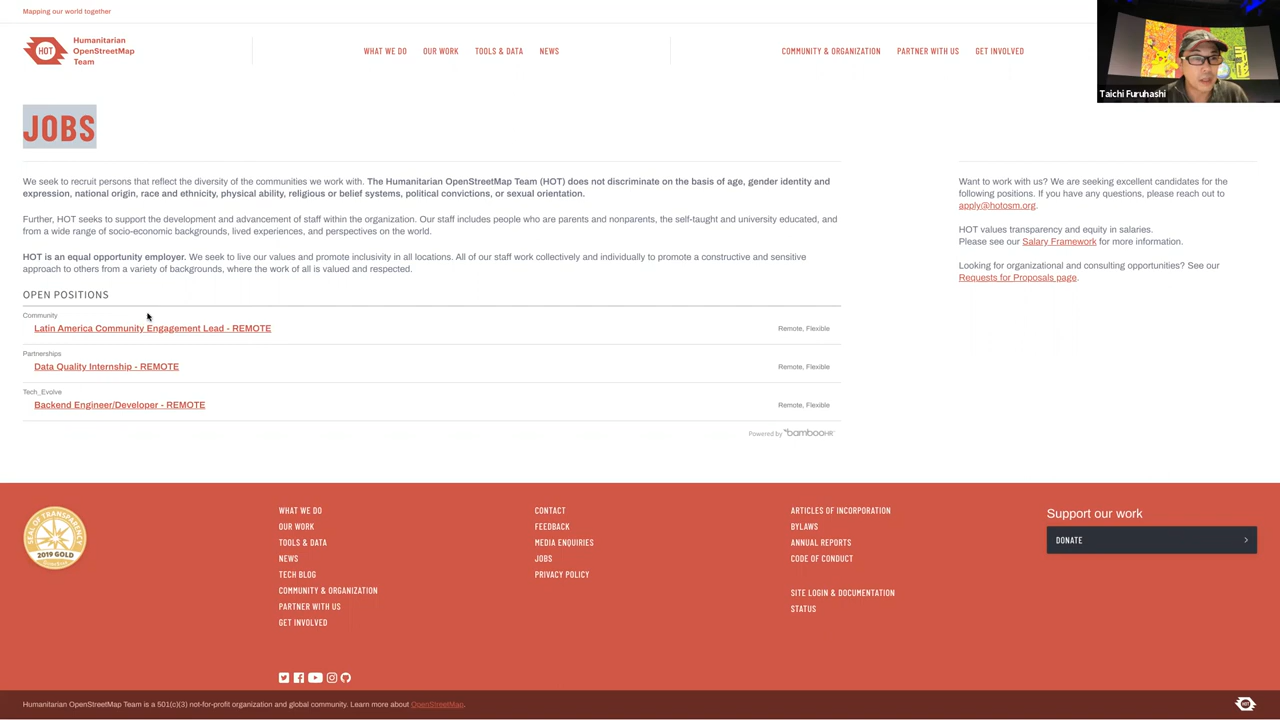 Mapping our world together
HOT
Humanitarian
OpenStreetMap
Team
WHAT WE DO
OUR WORK
TOOLS & DATA
NEWS
COMMUNITY & ORGANIZATION
PARTNER WITH US
GET INVOLVED
Taichi Furuhashi
JOBS
We seek to recruit persons that reflect the diversity of the communities we work with. The Humanitarian OpenStreetMap Team (HOT) does not discriminate on the basis of age, gender identity and
expression, national origin, race and ethnicity, physical ability, religious or belief systems, political convictions, or sexual orientation.
Further, HOT seeks to support the development and advancement of staff within the organization. Our staff includes people who are parents and nonparents, the self-taught and university educated, and
from a wide range of socio-economic backgrounds, lived experiences, and perspectives on the world.
HOT is an equal opportunity employer. We seek to live our values and promote inclusivity in all locations. All of our staff work collectively and individually to promote a constructive and sensitive
approach to others from a variety of backgrounds, where the work of all is valued and respected.
Want to work with us? We are seeking excellent candidates for the
following positions. If you have any questions, please reach out to
apply@hotosm.org.
HOT values transparency and equity in salaries.
Please see our Salary Framework for more information.
Looking for organizational and consulting opportunities? See our
Requests for Proposals page.
OPEN POSITIONS
Community
Latin America Community Engagement Lead - REMOTE
Remote, Flexible
Partnerships
Data Quality Internship - REMOTE
Remote, Flexible
Tech_Evolve
Backend Engineer/Developer - REMOTE
Remote, Flexible
Powered by bambooHR
2019 GOLD
WHAT WE DO
OUR WORK
TOOLS & DATA
NEWS
TECH BLOG
COMMUNITY & ORGANIZATION
PARTNER WITH US
GET INVOLVED
CONTACT
FEEDBACK
MEDIA ENQUIRIES
JOBS
PRIVACY POLICY
ARTICLES OF INCORPORATION
BYLAWS
ANNUAL REPORTS
CODE OF CONDUCT
SITE LOGIN & DOCUMENTATION
STATUS
Support our work
DONATE
Humanitarian OpenStreetMap Team is a 501(c)(3) not-for-profit organization and global community. Learn more about OpenStreetMap.
HOT